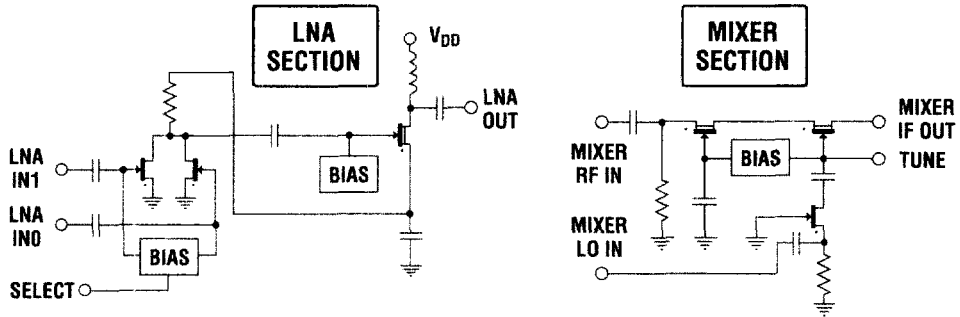 LNA
SECTION
VDD
LNA
OUT
LNA
IN1
LNA
IN0
BIAS
BIAS
SELECT
MIXER
SECTION
MIXER
RF IN
MIXER
IF OUT
TUNE
BIAS
MIXER
LO IN